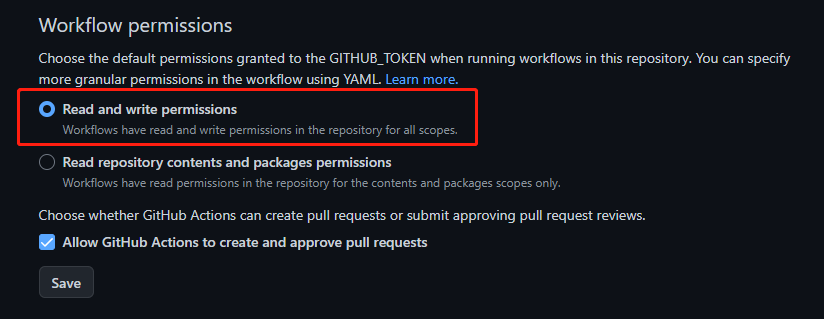 Workflow permissions
Choose the default permissions granted to the GITHUB_TOKEN when running workflows in this repository. You can specify
more granular permissions in the workflow using YAML. Learn more.
Read and write permissions
Workflows have read and write permissions in the repository for all scopes.
Read repository contents and packages permissions
Workflows have read permissions in the repository for the contents and packages scopes only.
Choose whether GitHub Actions can create pull requests or submit approving pull request reviews.
Allow GitHub Actions to create and approve pull requests
Save